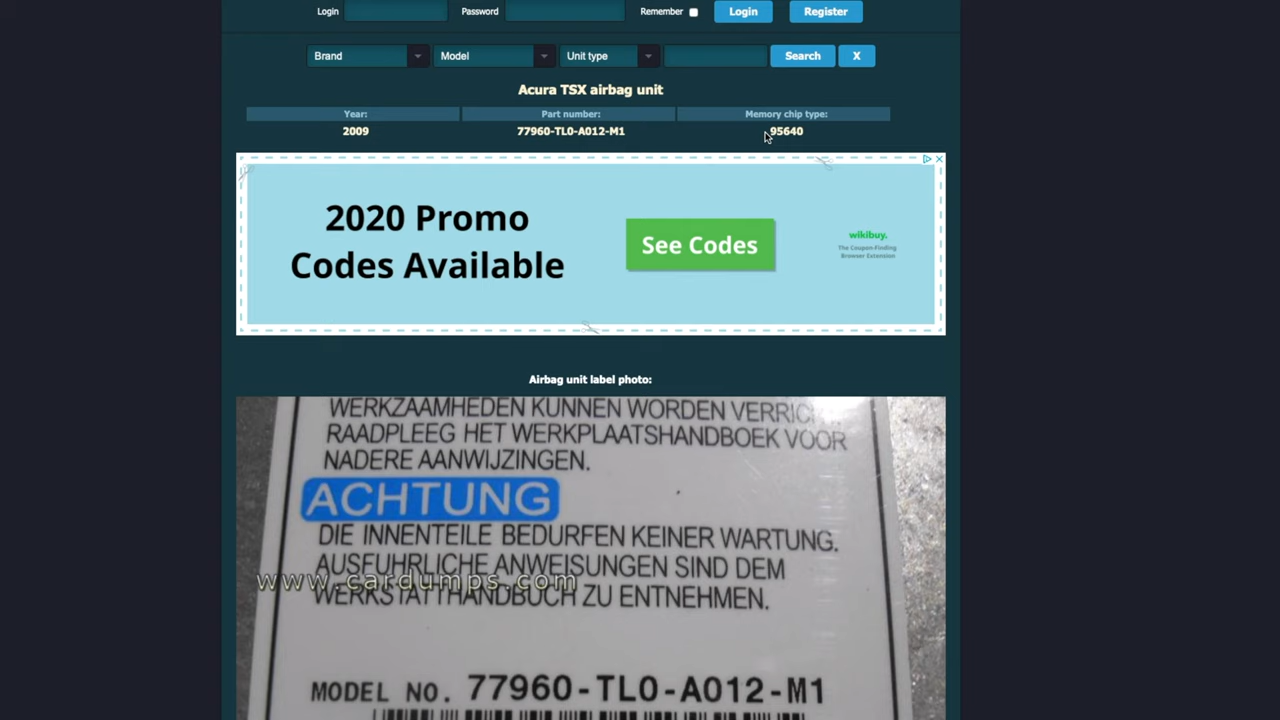 Login Password Remember Login Register
Brand Model Unit type Search X
Acura TSX airbag unit
Year: Part number: Memory chip type:
2009 77960-TL0-A012-M1 95640
2020 Promo
Codes Available
See Codes
wikibuy.
The Coupon-Finding
Browser Extension
Airbag unit label photo:
WERKZAAMHEDEN KUNNEN WORDEN
RAADPLEEG HET WERKPLAATSHANDBOEK VOOR
NADERE AANWIJZINGEN.
ACHTUNG
DIE INNENTEILE BEDURFEN KEINER WARTUNG.
AUSFUHRLICHE ANWEISUNGEN SIND DEM
www.cardumps.com
WERKSTATTHANDBUCH ZU ENTNEHMEN.
MODEL NO. 77960-TL0-A012-M1